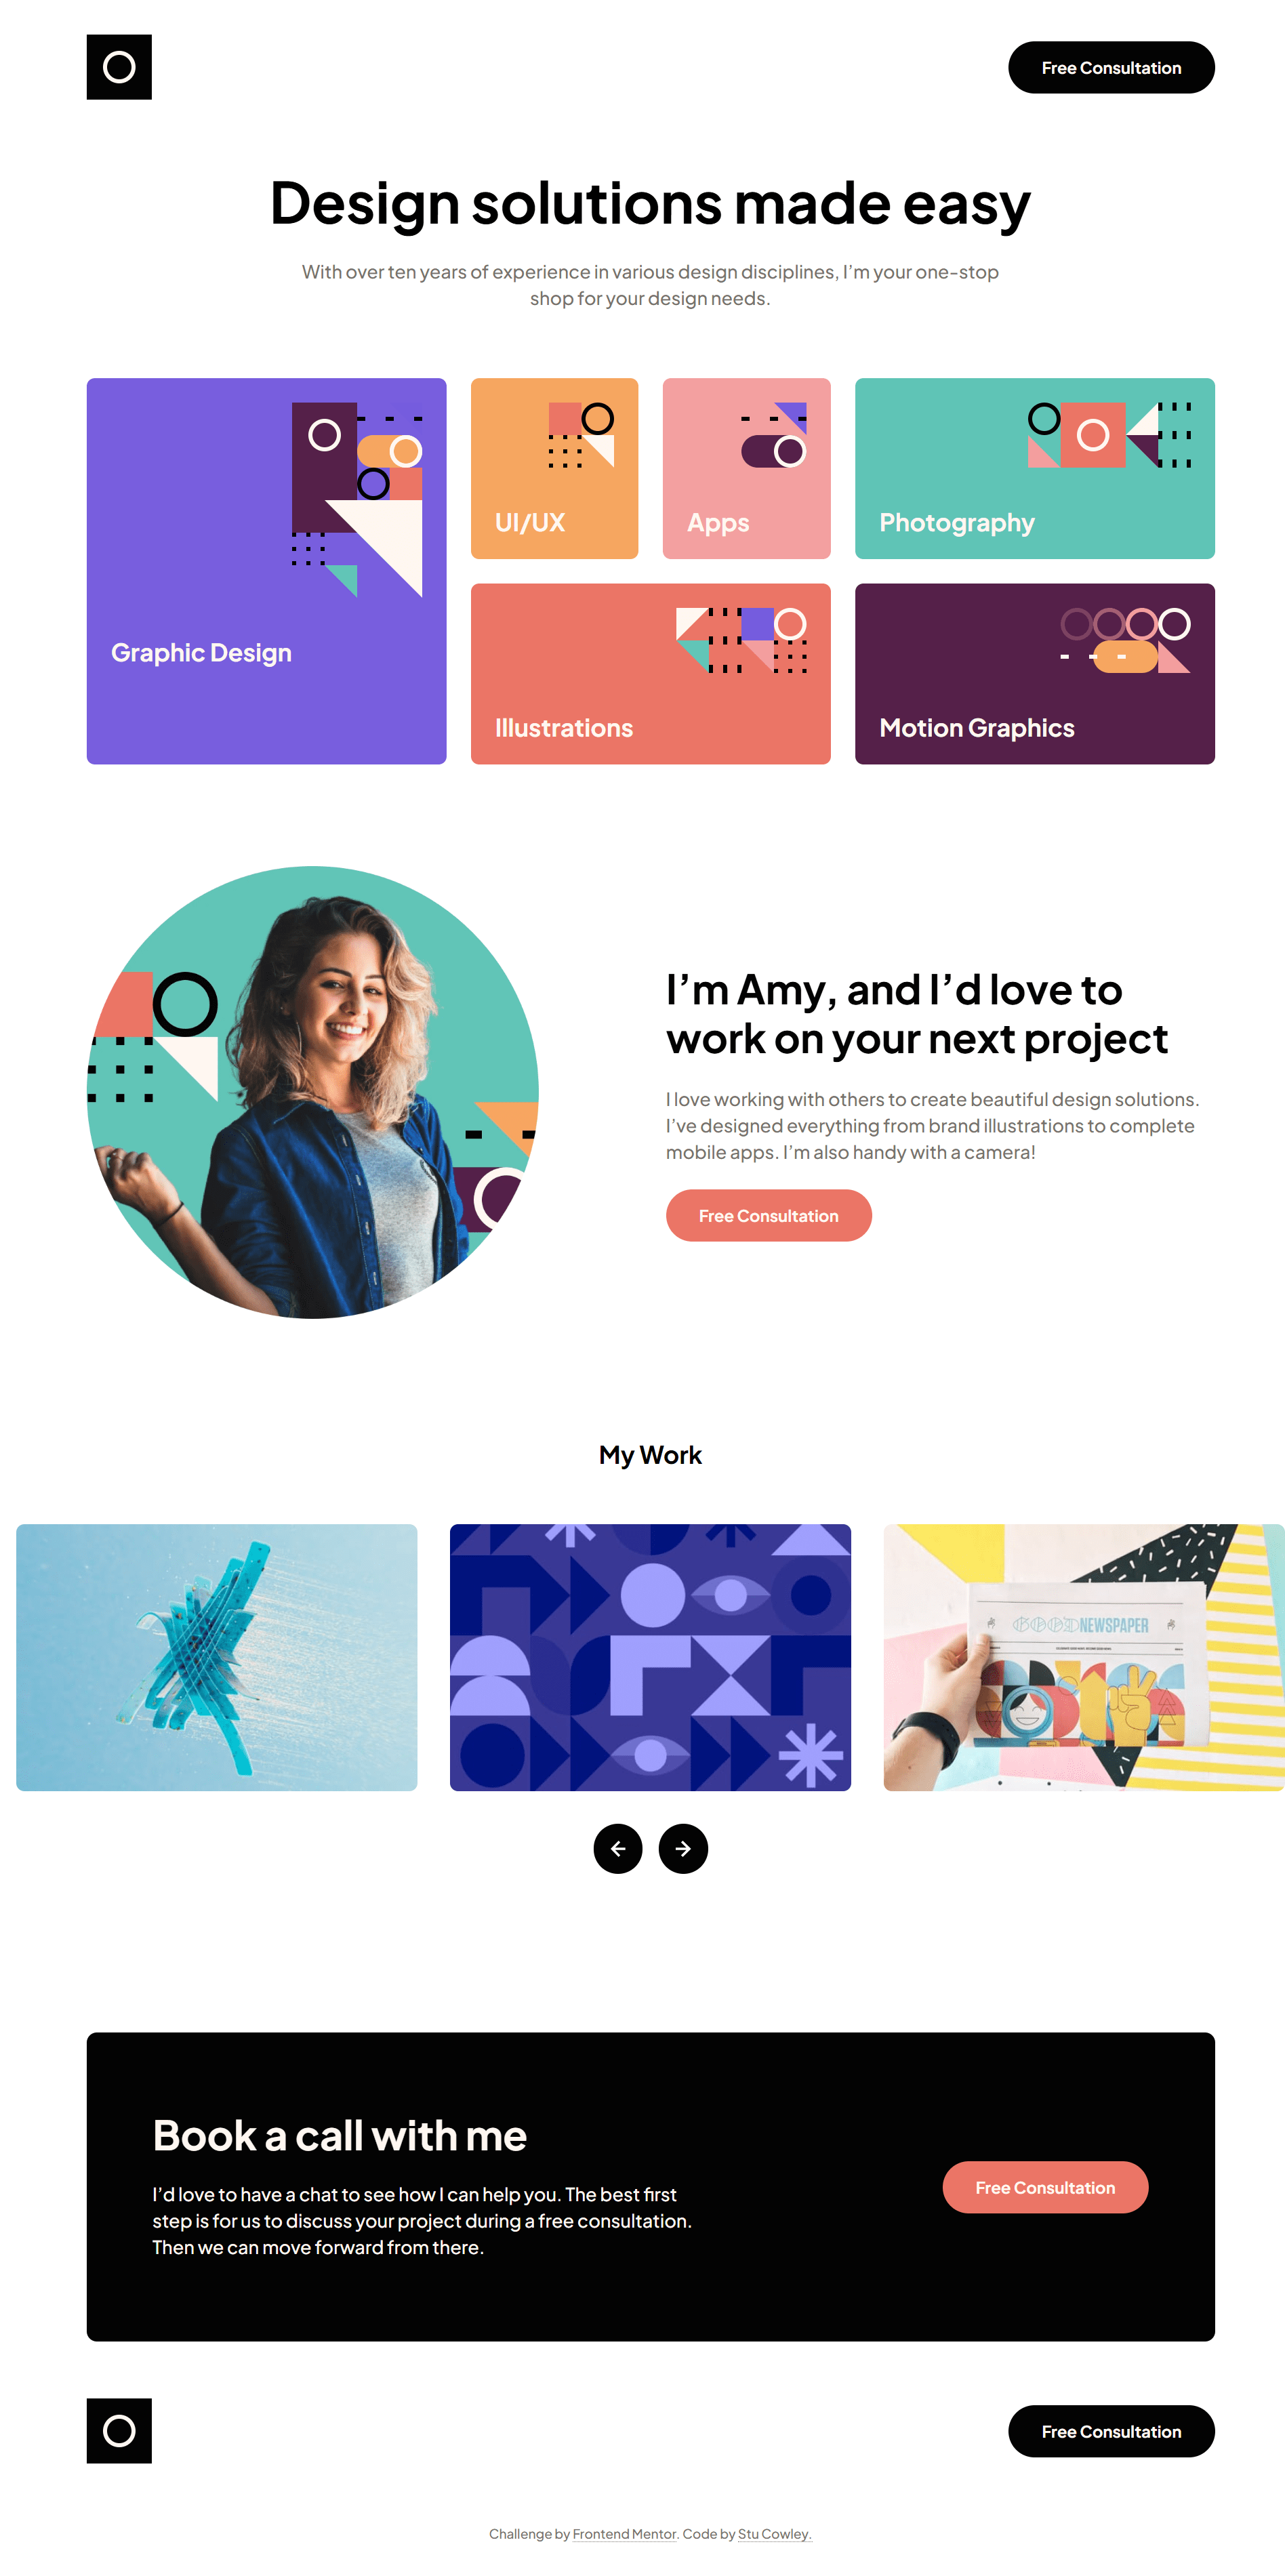 Free Consultation
Design solutions made easy
With over ten years of experience in various design disciplines, I’m your one-stop
shop for your design needs.
Graphic Design
UI/UX
Apps
Photography
Illustrations
Motion Graphics
I’m Amy, and I’d love to
work on your next project
I love working with others to create beautiful design solutions.
I’ve designed everything from brand illustrations to complete
mobile apps. I’m also handy with a camera!
Free Consultation
My Work
NEWSPAPER
Book a call with me
I’d love to have a chat to see how I can help you. The best first
step is for us to discuss your project during a free consultation.
Then we can move forward from there.
Free Consultation
Free Consultation
Challenge by Frontend Mentor. Code by Stu Cowley.